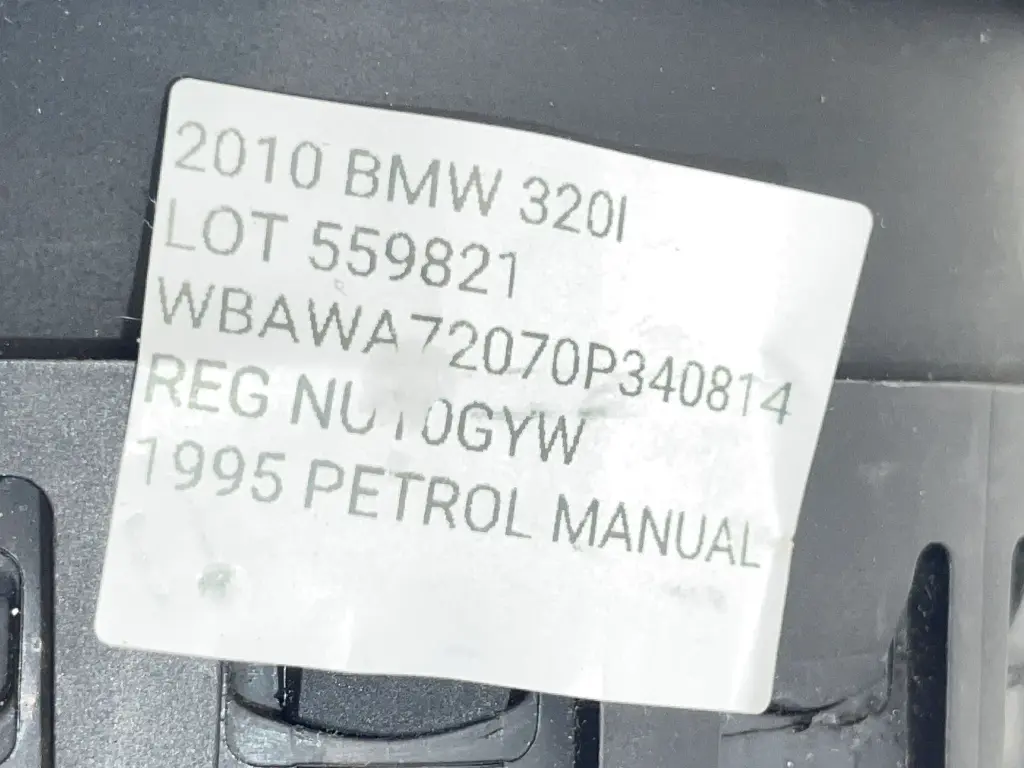 2010 BMW 320I
LOT 559821
WBAWA72070P340814
REG NU10GYW
1995 PETROL MANUAL